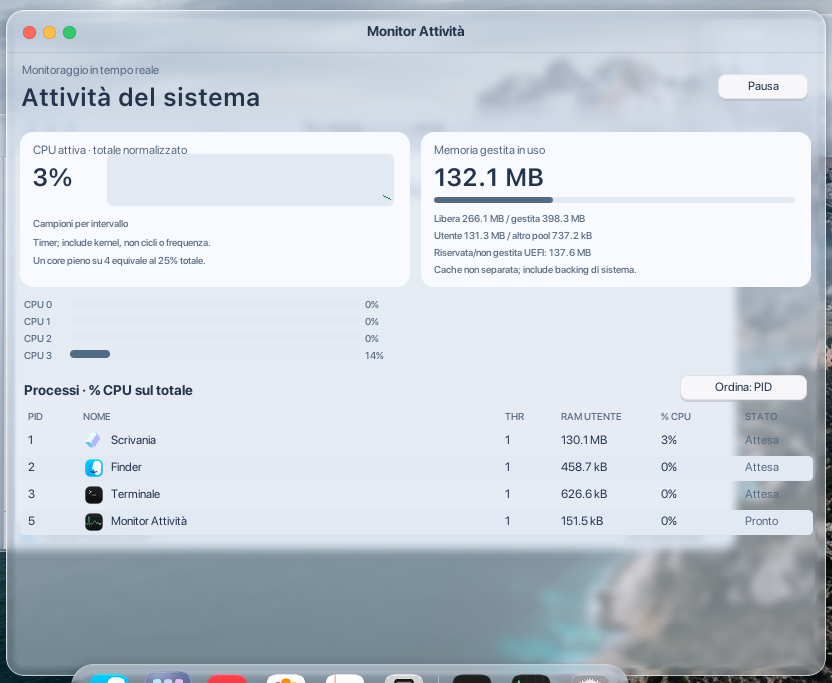 Monitor Attività
Monitoraggio in tempo reale
Attività del sistema
Pausa
CPU attiva · totale normalizzato
3%
Campioni per intervallo
Timer; include kernel, non cicli o frequenza.
Un core pieno su 4 equivale al 25% totale.
Memoria gestita in uso
132.1 MB
Libera 266.1 MB / gestita 398.3 MB
Utente 131.3 MB / altro pool 737.2 kB
Riservata/non gestita UEFI: 137.6 MB
Cache non separata; include backing di sistema.
CPU 0 0%
CPU 1 0%
CPU 2 0%
CPU 3 14%
Processi · % CPU sul totale
Ordina: PID
PID NOME THR RAM UTENTE % CPU STATO
1 Scrivania 1 130.1 MB 3% Attesa
2 Finder 1 458.7 kB 0% Attesa
3 Terminale 1 626.6 kB 0% Attesa
5 Monitor Attività 1 151.5 kB 0% Pronto